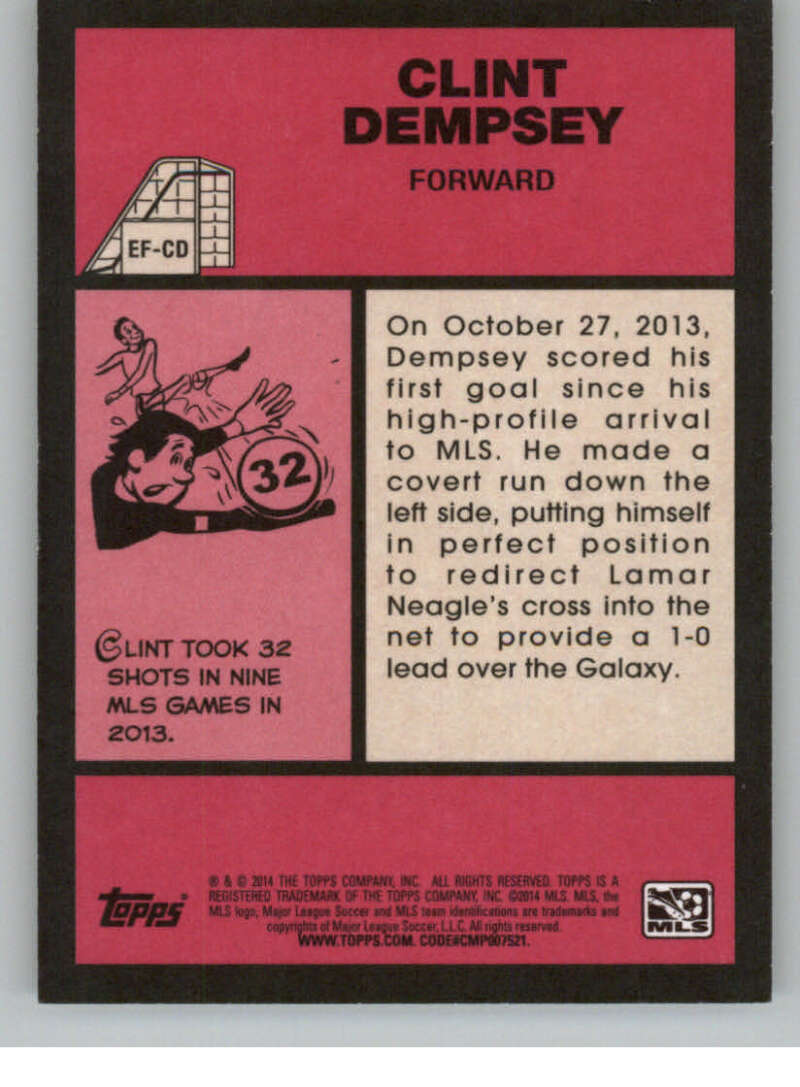 CLINT
DEMPSEY
FORWARD
EF-CD
32
CLINT TOOK 32
SHOTS IN NINE
MLS GAMES IN
2013.
On October 27, 2013,
Dempsey scored his
first goal since his
high-profile arrival
to MLS. He made a
covert run down the
left side, putting himself
in perfect position
to redirect Lamar
Neagle's cross into the
net to provide a 1-0
lead over the Galaxy.
Topps®
® & © 2014 THE TOPPS COMPANY, INC. ALL RIGHTS RESERVED. TOPPS IS A
REGISTERED TRADEMARK OF THE TOPPS COMPANY, INC. ©2014 MLS. MLS, the
MLS logo, Major League Soccer and MLS team identifications are trademarks and
copyrights of Major League Soccer, L.L.C. All rights reserved.
WWW.TOPPS.COM. CODE#CMP007521.
MLS